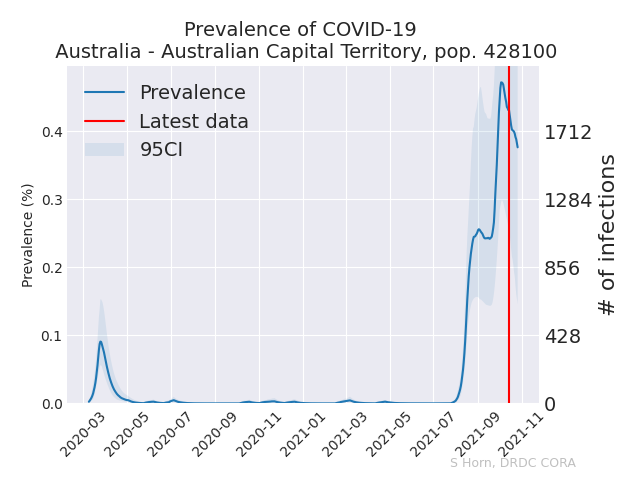 Prevalence of COVID-19
Australia - Australian Capital Territory, pop. 428100
Prevalence
Latest data
95CI
Prevalence (%)
0.4
0.3
0.2
0.1
0.0
1712
1284
856
428
0
# of infections
2020-03
2020-05
2020-07
2020-09
2020-11
2021-01
2021-03
2021-05
2021-07
2021-09
2021-11
S Horn, DRDC CORA